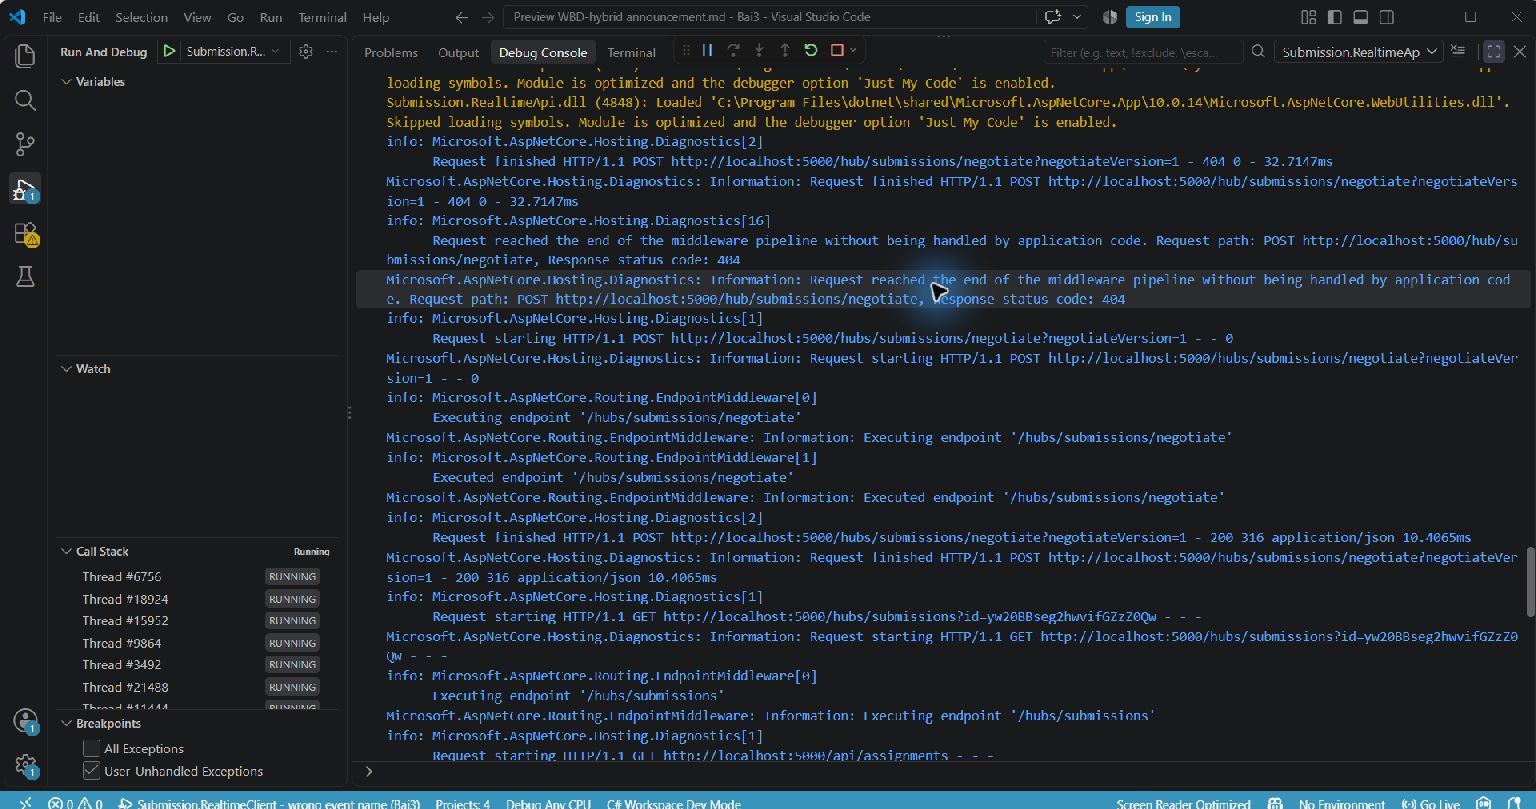 File Edit Selection View Go Run Terminal Help
Preview WBD-hybrid announcement.md - Bai3 - Visual Studio Code
Sign In
Run And Debug
Submission.R...
Problems Output Debug Console Terminal
Filter (e.g. text, !exclude, \esca...
Submission.RealtimeAp
Variables
Watch
Call Stack Running
Thread #6756 RUNNING
Thread #18924 RUNNING
Thread #15952 RUNNING
Thread #9864 RUNNING
Thread #3492 RUNNING
Thread #21488 RUNNING
Thread #11444 RUNNING
Breakpoints
All Exceptions
User-Unhandled Exceptions
loading symbols. Module is optimized and the debugger option 'Just My Code' is enabled.
Submission.RealtimeApi.dll (4848): Loaded 'C:\Program Files\dotnet\shared\Microsoft.AspNetCore.App\10.0.14\Microsoft.AspNetCore.WebUtilities.dll'.
Skipped loading symbols. Module is optimized and the debugger option 'Just My Code' is enabled.
info: Microsoft.AspNetCore.Hosting.Diagnostics[2]
Request finished HTTP/1.1 POST http://localhost:5000/hub/submissions/negotiate?negotiateVersion=1 - 404 0 - 32.7147ms
Microsoft.AspNetCore.Hosting.Diagnostics: Information: Request finished HTTP/1.1 POST http://localhost:5000/hub/submissions/negotiate?negotiateVers
ion=1 - 404 0 - 32.7147ms
info: Microsoft.AspNetCore.Hosting.Diagnostics[16]
Request reached the end of the middleware pipeline without being handled by application code. Request path: POST http://localhost:5000/hub/su
bmissions/negotiate, Response status code: 404
Microsoft.AspNetCore.Hosting.Diagnostics: Information: Request reached the end of the middleware pipeline without being handled by application cod
e. Request path: POST http://localhost:5000/hub/submissions/negotiate, Response status code: 404
info: Microsoft.AspNetCore.Hosting.Diagnostics[1]
Request starting HTTP/1.1 POST http://localhost:5000/hubs/submissions/negotiate?negotiateVersion=1 - - 0
Microsoft.AspNetCore.Hosting.Diagnostics: Information: Request starting HTTP/1.1 POST http://localhost:5000/hubs/submissions/negotiate?negotiateVer
sion=1 - - 0
info: Microsoft.AspNetCore.Routing.EndpointMiddleware[0]
Executing endpoint '/hubs/submissions/negotiate'
Microsoft.AspNetCore.Routing.EndpointMiddleware: Information: Executing endpoint '/hubs/submissions/negotiate'
info: Microsoft.AspNetCore.Routing.EndpointMiddleware[1]
Executed endpoint '/hubs/submissions/negotiate'
Microsoft.AspNetCore.Routing.EndpointMiddleware: Information: Executed endpoint '/hubs/submissions/negotiate'
info: Microsoft.AspNetCore.Hosting.Diagnostics[2]
Request finished HTTP/1.1 POST http://localhost:5000/hubs/submissions/negotiate?negotiateVersion=1 - 200 316 application/json 10.4065ms
Microsoft.AspNetCore.Hosting.Diagnostics: Information: Request finished HTTP/1.1 POST http://localhost:5000/hubs/submissions/negotiate?negotiateVer
sion=1 - 200 316 application/json 10.4065ms
info: Microsoft.AspNetCore.Hosting.Diagnostics[1]
Request starting HTTP/1.1 GET http://localhost:5000/hubs/submissions?id=yw20BBseg2hwvifGZzZ0Qw - - -
Microsoft.AspNetCore.Hosting.Diagnostics: Information: Request starting HTTP/1.1 GET http://localhost:5000/hubs/submissions?id=yw20BBseg2hwvifGZzZ0
Qw - - -
info: Microsoft.AspNetCore.Routing.EndpointMiddleware[0]
Executing endpoint '/hubs/submissions'
Microsoft.AspNetCore.Routing.EndpointMiddleware: Information: Executing endpoint '/hubs/submissions'
info: Microsoft.AspNetCore.Hosting.Diagnostics[1]
Request starting HTTP/1.1 GET http://localhost:5000/api/assignments - - -
0 0 Submission.RealtimeClient - wrong event name (Bai3) Projects: 4 Debug Any CPU C# Workspace Dev Mode Screen Reader Optimized No Environment Go Live